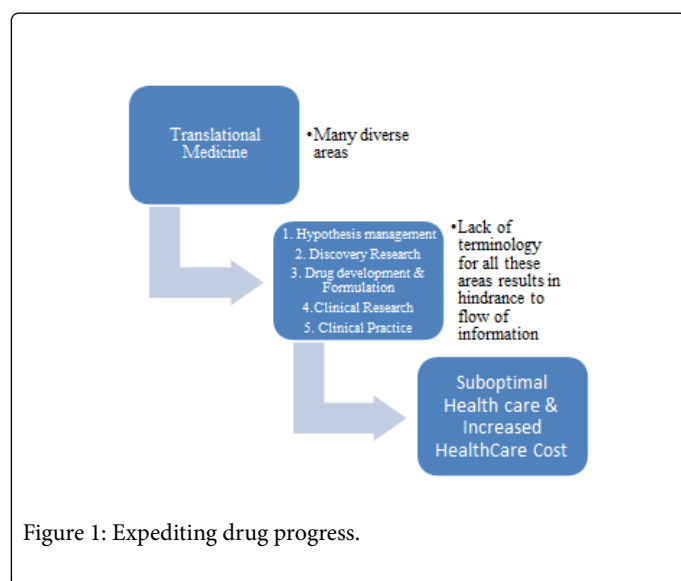 Translational
Medicine
•Many diverse
areas
1. Hypothesis management
2. Discovery Research
3. Drug development &
Formulation
4. Clinical Research
5. Clinical Practice
•Lack of
terminology
for all these
areas results in
hindrance to
flow of
information
Suboptimal
Health care &
Increased
HealthCare Cost
Figure 1: Expediting drug progress.